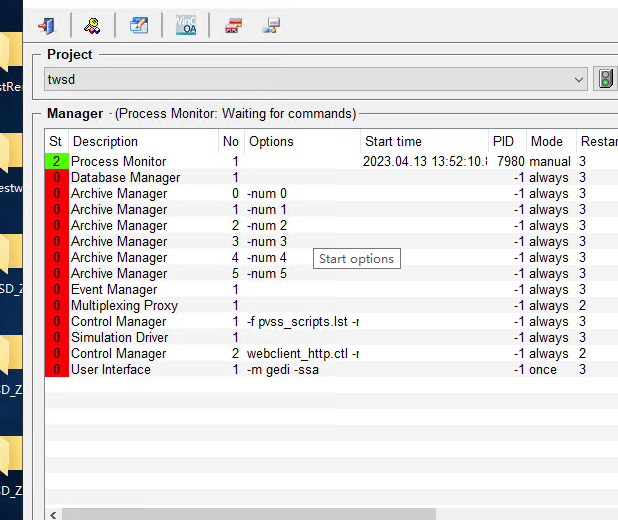 WinC
OA
Project
twsd
Manager - (Process Monitor: Waiting for commands)
St Description No Options Start time PID Mode Restar
2 Process Monitor 1 2023.04.13 13:52:10.8 7980 manual 3
0 Database Manager 1 -1 always 3
0 Archive Manager 0 -num 0 -1 always 3
0 Archive Manager 1 -num 1 -1 always 3
0 Archive Manager 2 -num 2 -1 always 3
0 Archive Manager 3 -num 3 -1 always 3
0 Archive Manager 4 -num 4 -1 always 3
Start options
0 Archive Manager 5 -num 5 -1 always 3
0 Event Manager 1 -1 always 3
0 Multiplexing Proxy 1 -1 always 2
0 Control Manager 1 -f pvss_scripts.lst -r -1 always 3
0 Simulation Driver 1 -1 always 3
0 Control Manager 2 webclient_http.ctl -r -1 always 2
0 User Interface 1 -m gedi -ssa -1 once 3
stRe
estw
SD_Z
D_Z
SD_Z